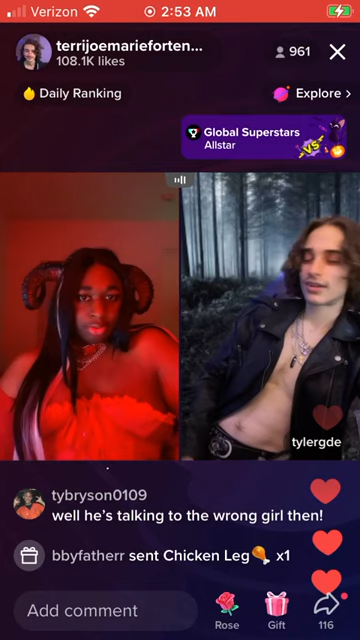 Verizon 2:53 AM
terrijoemarieforten...
108.1K likes
961
Daily Ranking
Explore >
Global Superstars
Allstar
VS
tylergde
tybryson0109
well he's talking to the wrong girl then!
bbyfatherr sent Chicken Leg🍗 x1
Add comment
Rose
Gift
116